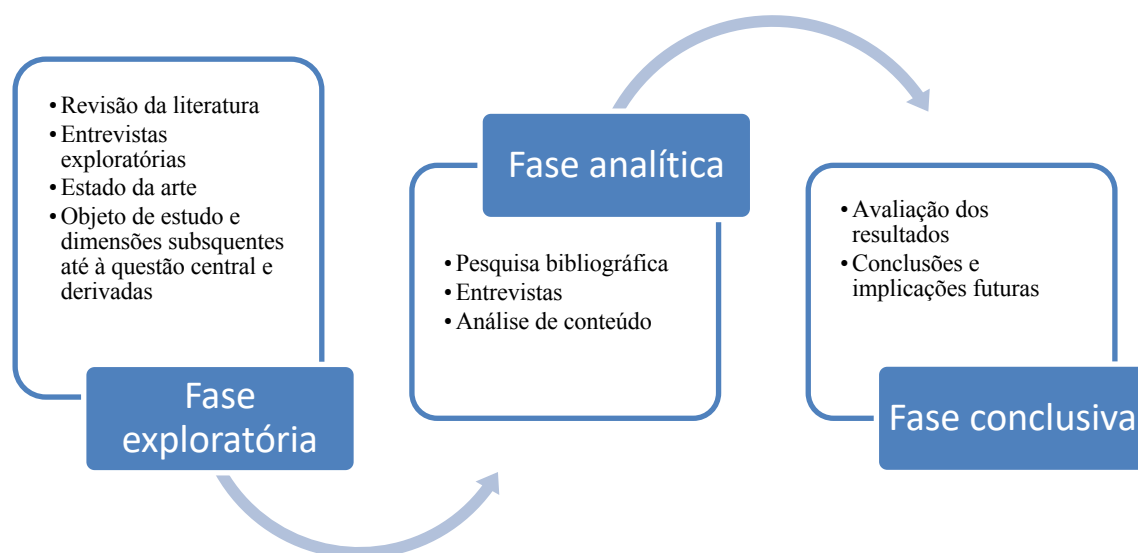 • Revisão da literatura
• Entrevistas
exploratórias
• Estado da arte
• Objeto de estudo e
dimensões subsquentes
até à questão central e
derivadas
Fase
exploratória
Fase analítica
• Pesquisa bibliográfica
• Entrevistas
• Análise de conteúdo
• Avaliação dos
resultados
• Conclusões e
implicações futuras
Fase conclusiva